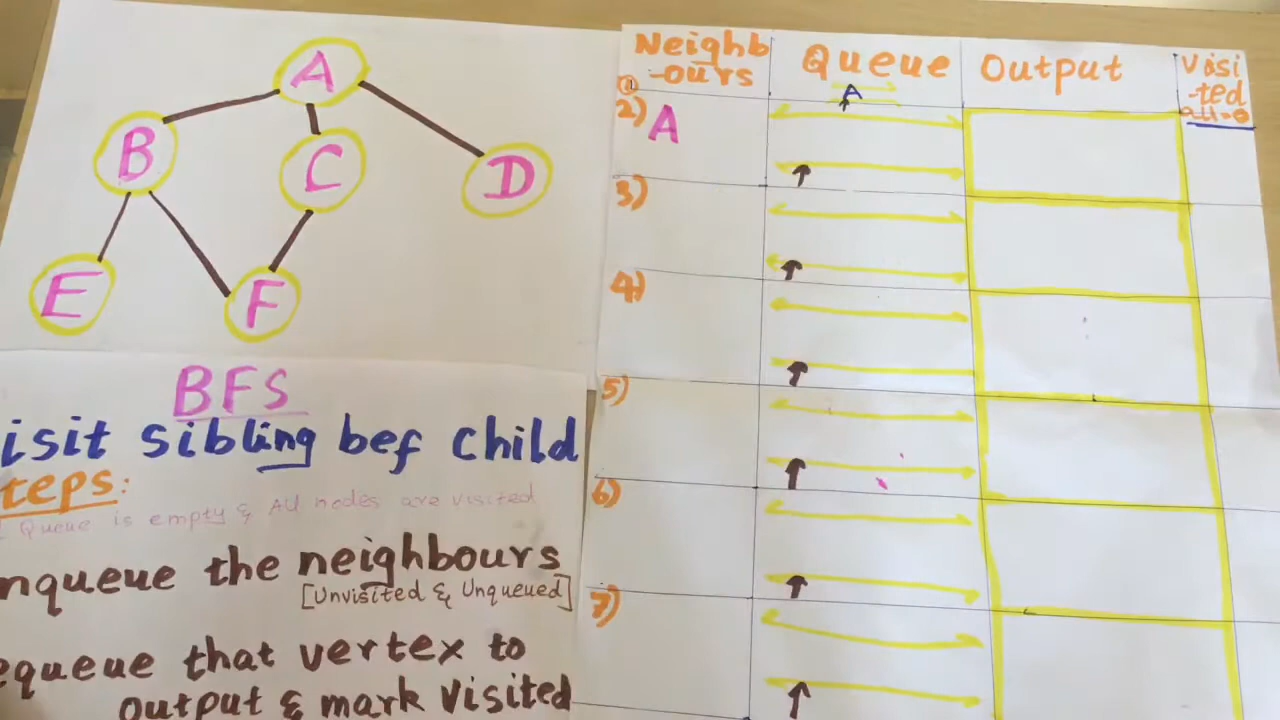 A
B C D
E F
BFS
isit sibling bef child
teps:
Queue is empty & All nodes are visited
nqueue the neighbours
[Unvisited & Unqueued]
equeue that vertex to
output & mark visited
Neighb
-ours
Queue
Output
Visi
-ted
all=0
1)
A
2) A
3)
4)
5)
6)
7)